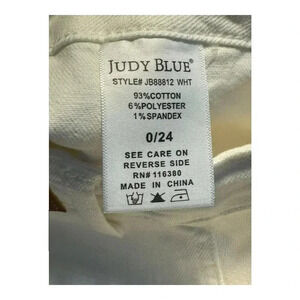 JUDY BLUE®
STYLE# JB88812 WHT
93%COTTON
6%POLYESTER
1%SPANDEX
0/24
SEE CARE ON
REVERSE SIDE
RN# 116380
MADE IN CHINA